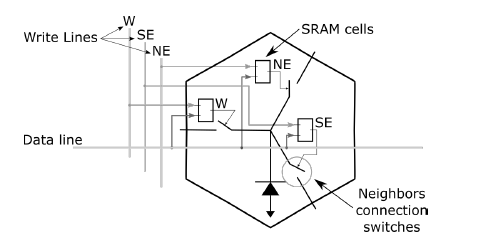 W
SE
NE
Write Lines
SRAM cells
NE
W
SE
Data line
Neighbors
connection
switches